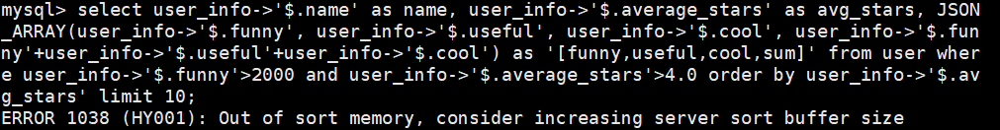 mysql> select user_info->'$.name' as name, user_info->'$.average_stars' as avg_stars, JSON
_ARRAY(user_info->'$.funny', user_info->'$.useful', user_info->'$.cool', user_info->'$.fun
ny'+user_info->'$.useful'+user_info->'$.cool') as '[funny,useful,cool,sum]' from user wher
e user_info->'$.funny'>2000 and user_info->'$.average_stars'>4.0 order by user_info->'$.av
g_stars' limit 10;
ERROR 1038 (HY001): Out of sort memory, consider increasing server sort buffer size